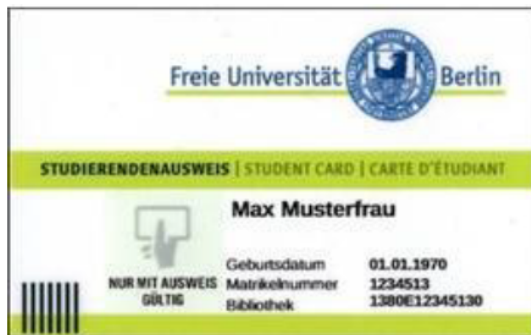 Freie Universität Berlin
STUDIERENDENAUSWEIS | STUDENT CARD | CARTE D'ÉTUDIANT
Max Musterfrau
NUR MIT AUSWEIS
GÜLTIG
Geburtsdatum 01.01.1970
Matrikelnummer 1234513
Bibliothek 1380E12345130